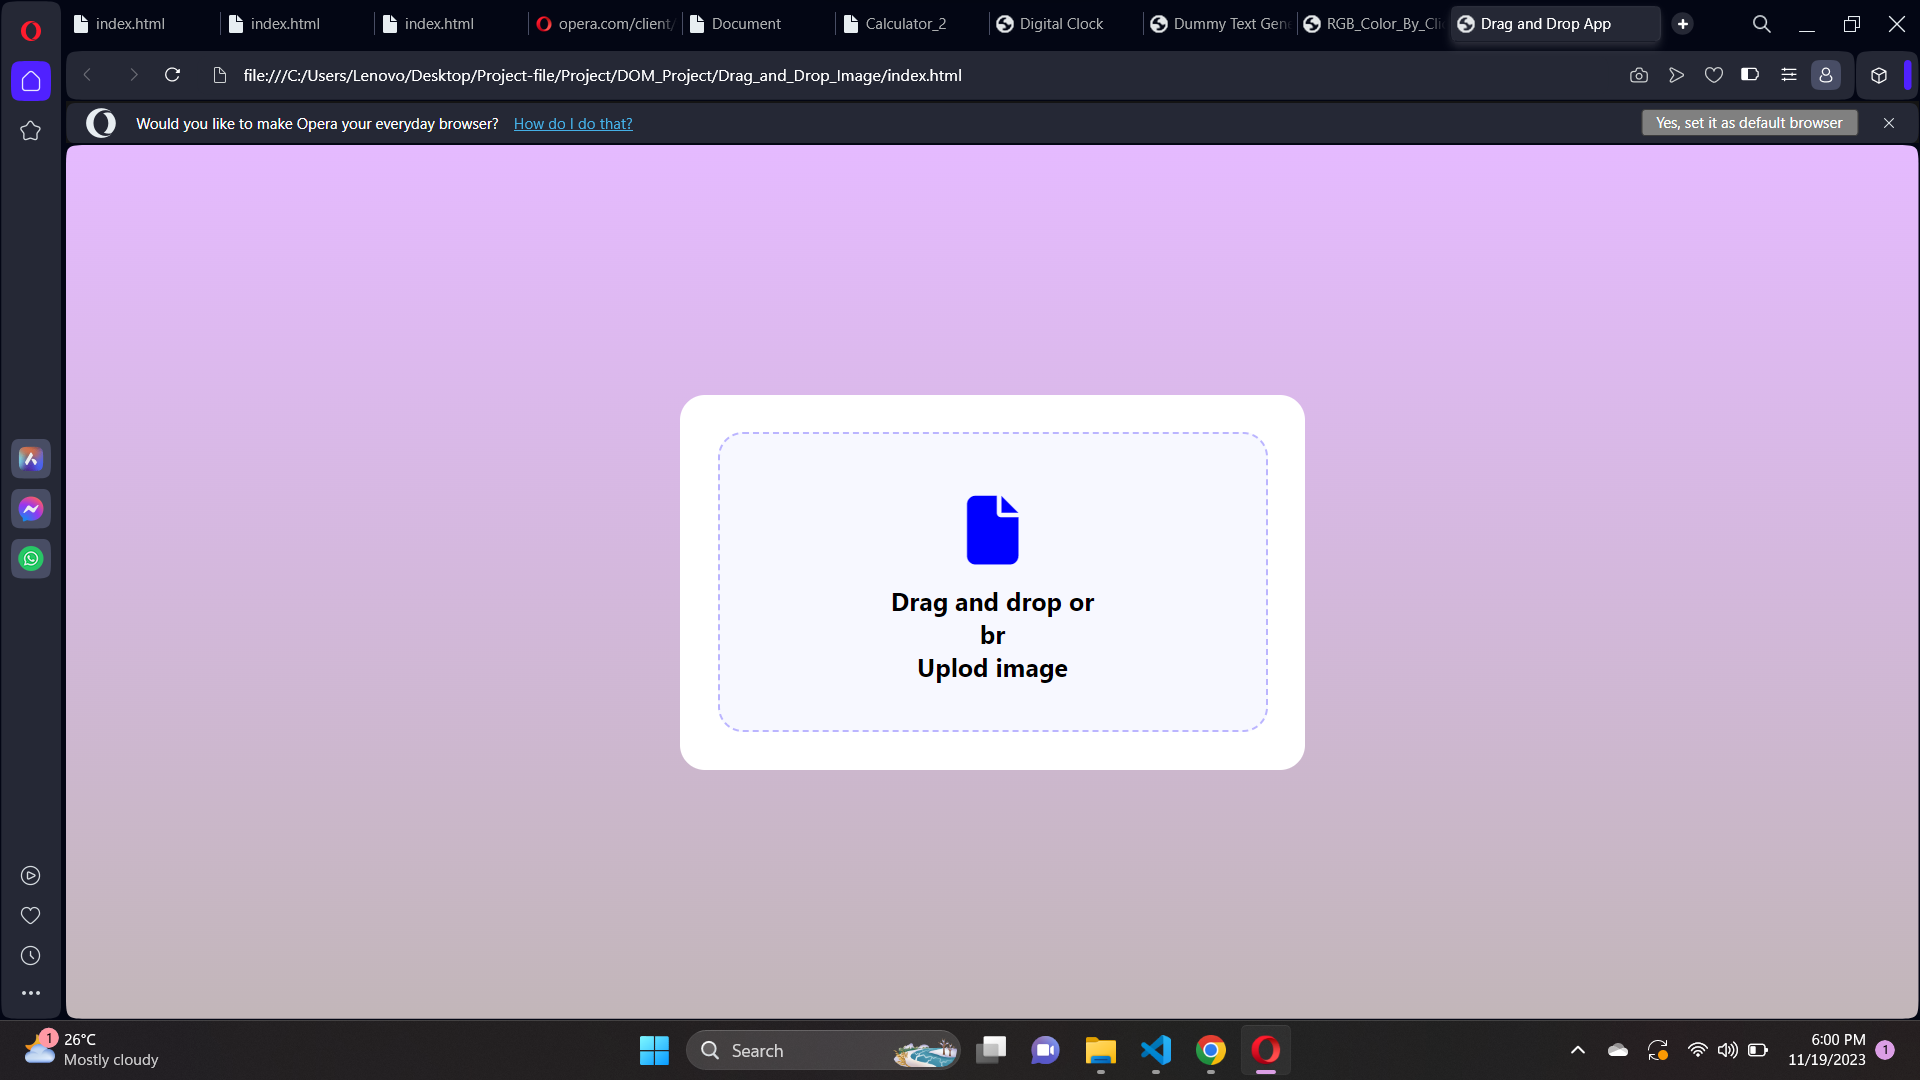 index.html
index.html
index.html
opera.com/client/
Document
Calculator_2
Digital Clock
Dummy Text Gen
RGB_Color_By_Cli
Drag and Drop App
file:///C:/Users/Lenovo/Desktop/Project-file/Project/DOM_Project/Drag_and_Drop_Image/index.html
Would you like to make Opera your everyday browser? How do I do that?
Yes, set it as default browser
Drag and drop or
br
Uplod image
1
26°C
Mostly cloudy
Search
6:00 PM
11/19/2023
1